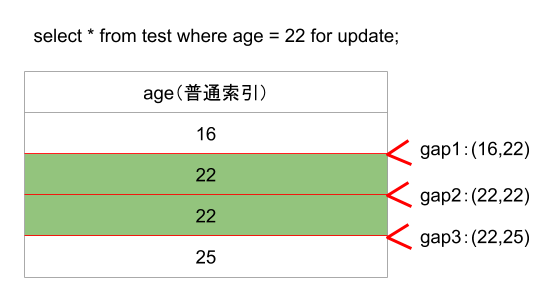 select * from test where age = 22 for update;
age（普通索引）
16
gap1：(16,22)
22
gap2：(22,22)
22
gap3：(22,25)
25